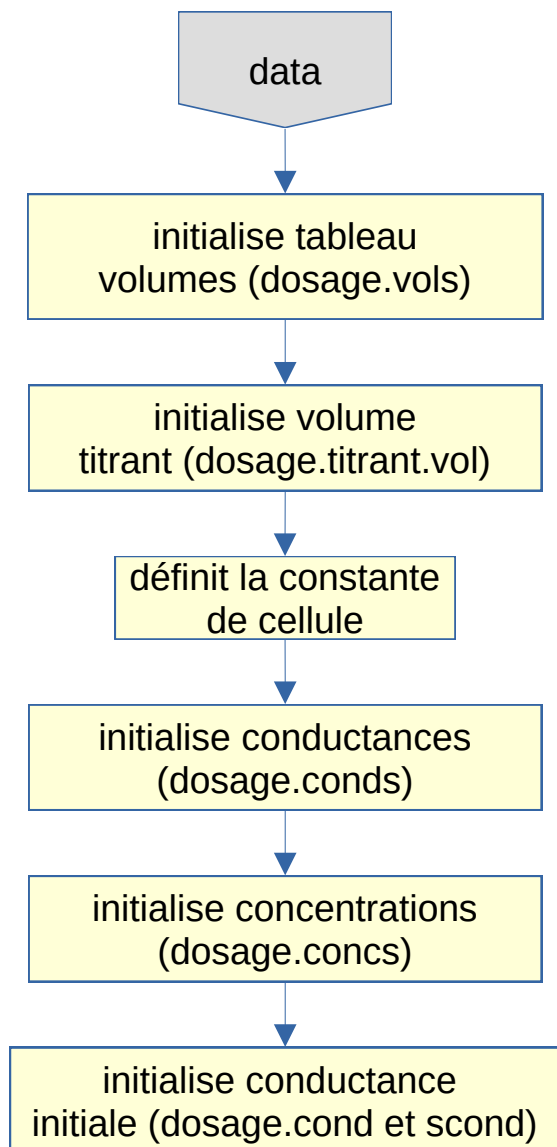 data
initialise tableau
volumes (dosage.vols)
initialise volume
titrant (dosage.titrant.vol)
définit la constante
de cellule
initialise conductances
(dosage.conds)
initialise concentrations
(dosage.concs)
initialise conductance
initiale (dosage.cond et scond)